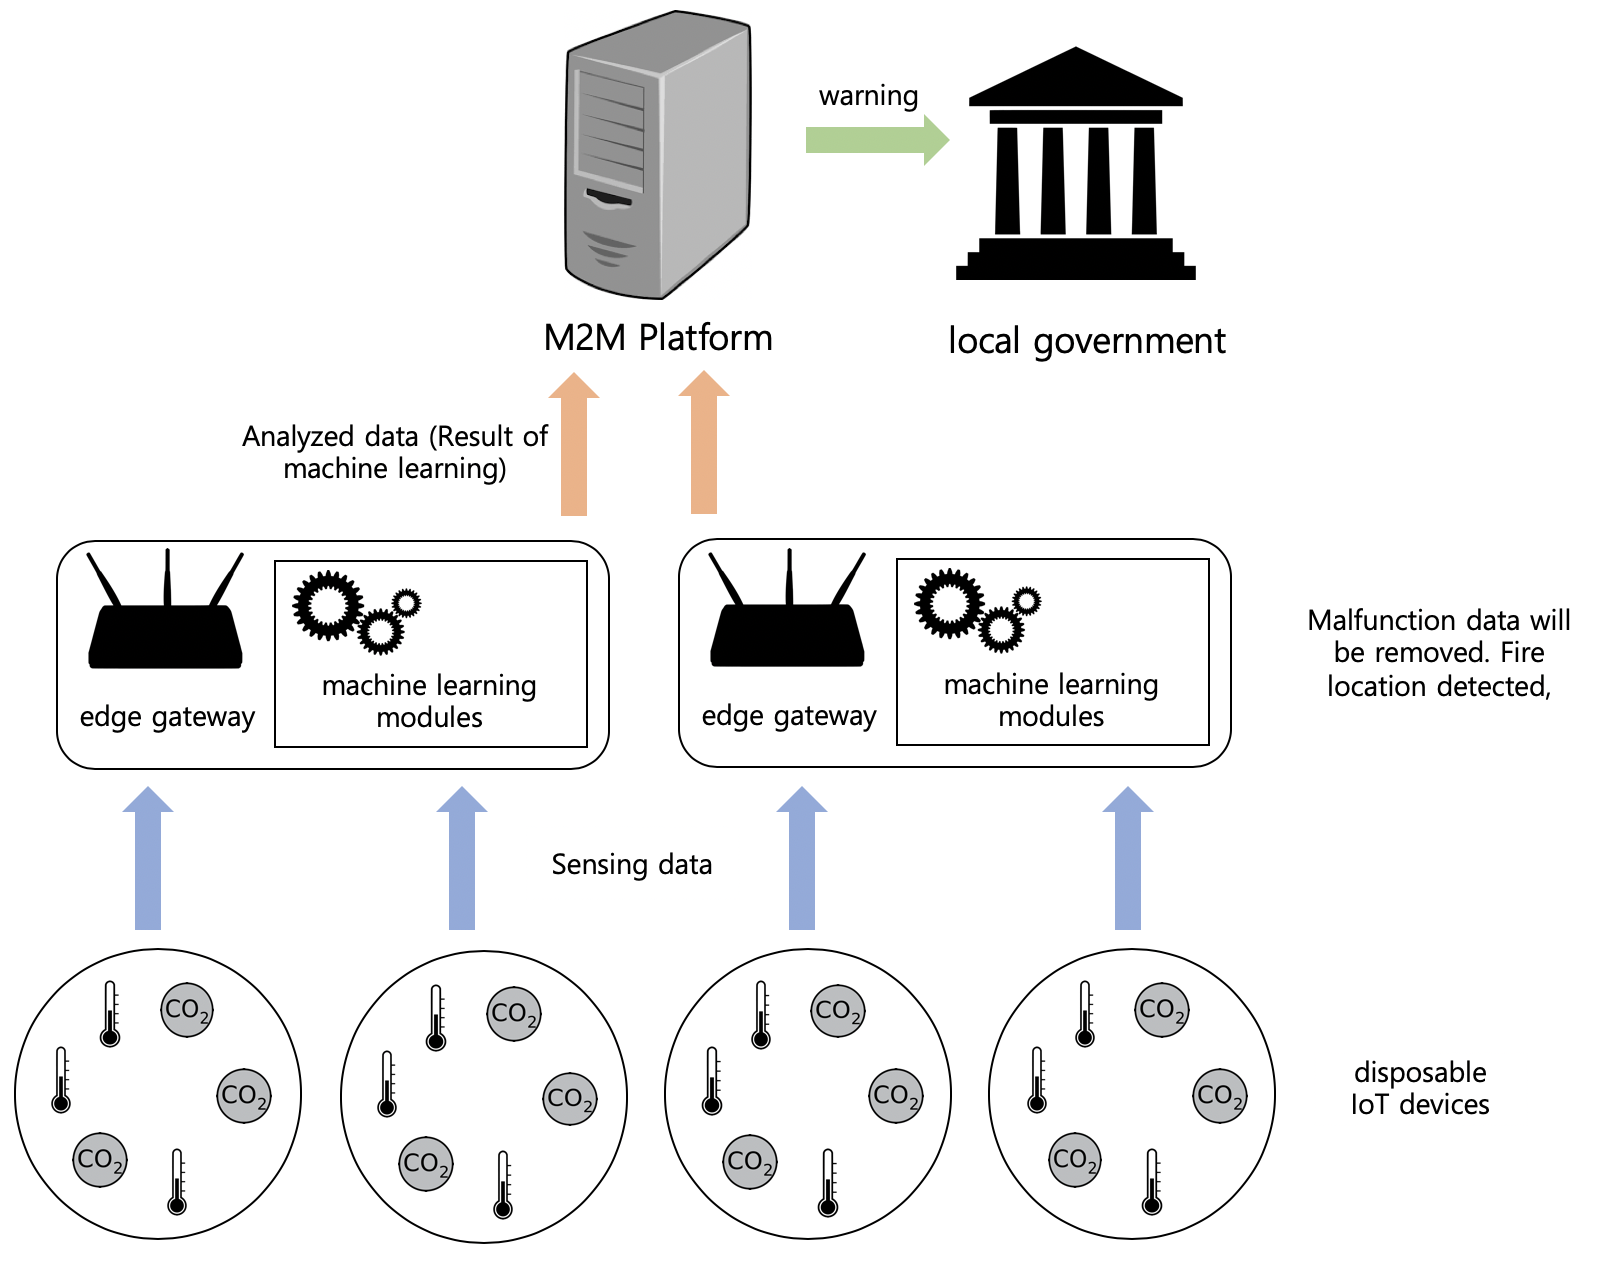 warning
M2M Platform
local government
Analyzed data (Result of
machine learning)
machine learning
modules
edge gateway
machine learning
modules
edge gateway
Malfunction data will
be removed. Fire
location detected,
Sensing data
CO2
CO2
CO2
CO2
CO2
CO2
CO2
CO2
CO2
CO2
CO2
CO2
disposable
IoT devices